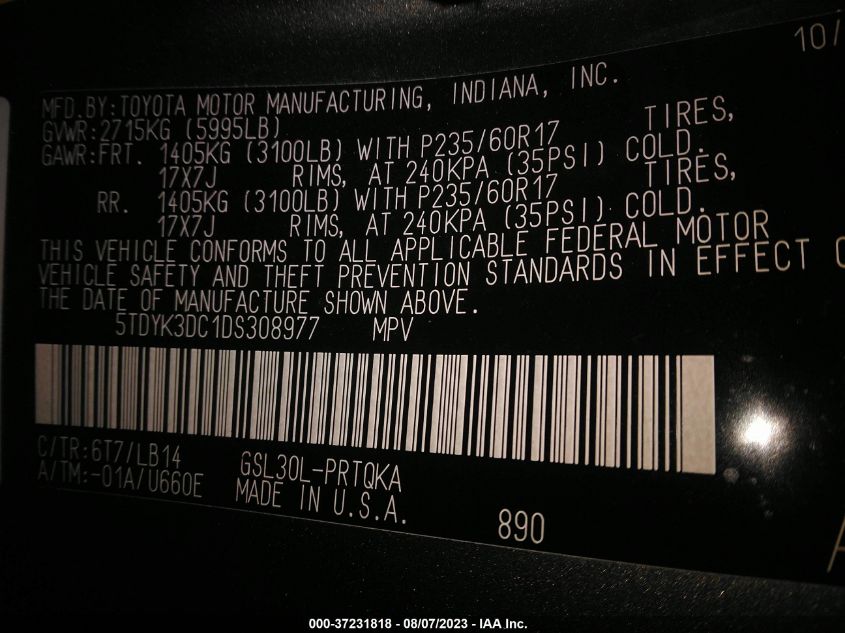 10/
MFD.BY:TOYOTA MOTOR MANUFACTURING, INDIANA, INC.
GVWR:2715KG (5995LB)
GAWR:FRT. 1405KG (3100LB) WITH P235/60R17 TIRES,
17X7J RIMS, AT 240KPA (35PSI) COLD.
RR. 1405KG (3100LB) WITH P235/60R17 TIRES,
17X7J RIMS, AT 240KPA (35PSI) COLD.
THIS VEHICLE CONFORMS TO ALL APPLICABLE FEDERAL MOTOR
VEHICLE SAFETY AND THEFT PREVENTION STANDARDS IN EFFECT
THE DATE OF MANUFACTURE SHOWN ABOVE.
5TDYK3DC1DS308977 MPV
C/TR:6T7/LB14
A/TM:-01A/U660E
GSL30L-PRTQKA
MADE IN U.S.A.
890
000-37231818 - 08/07/2023 - IAA Inc.